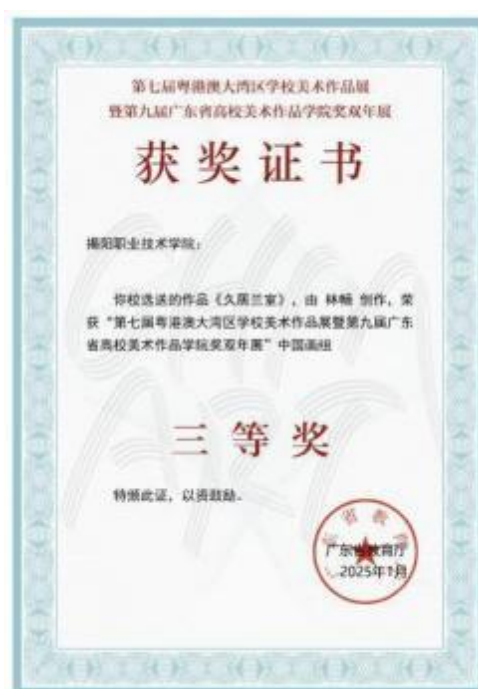 第七届粤港澳大湾区学校美术作品展
暨第九届广东省高校美术作品学院奖双年展
获奖证书
揭阳职业技术学院：
你校选送的作品《久居兰室》，由 林畅 创作，荣
获“第七届粤港澳大湾区学校美术作品展暨第九届广东
省高校美术作品学院奖双年展”中国画组
三等奖
特颁此证，以资鼓励。
广东省教育厅
2025年1月